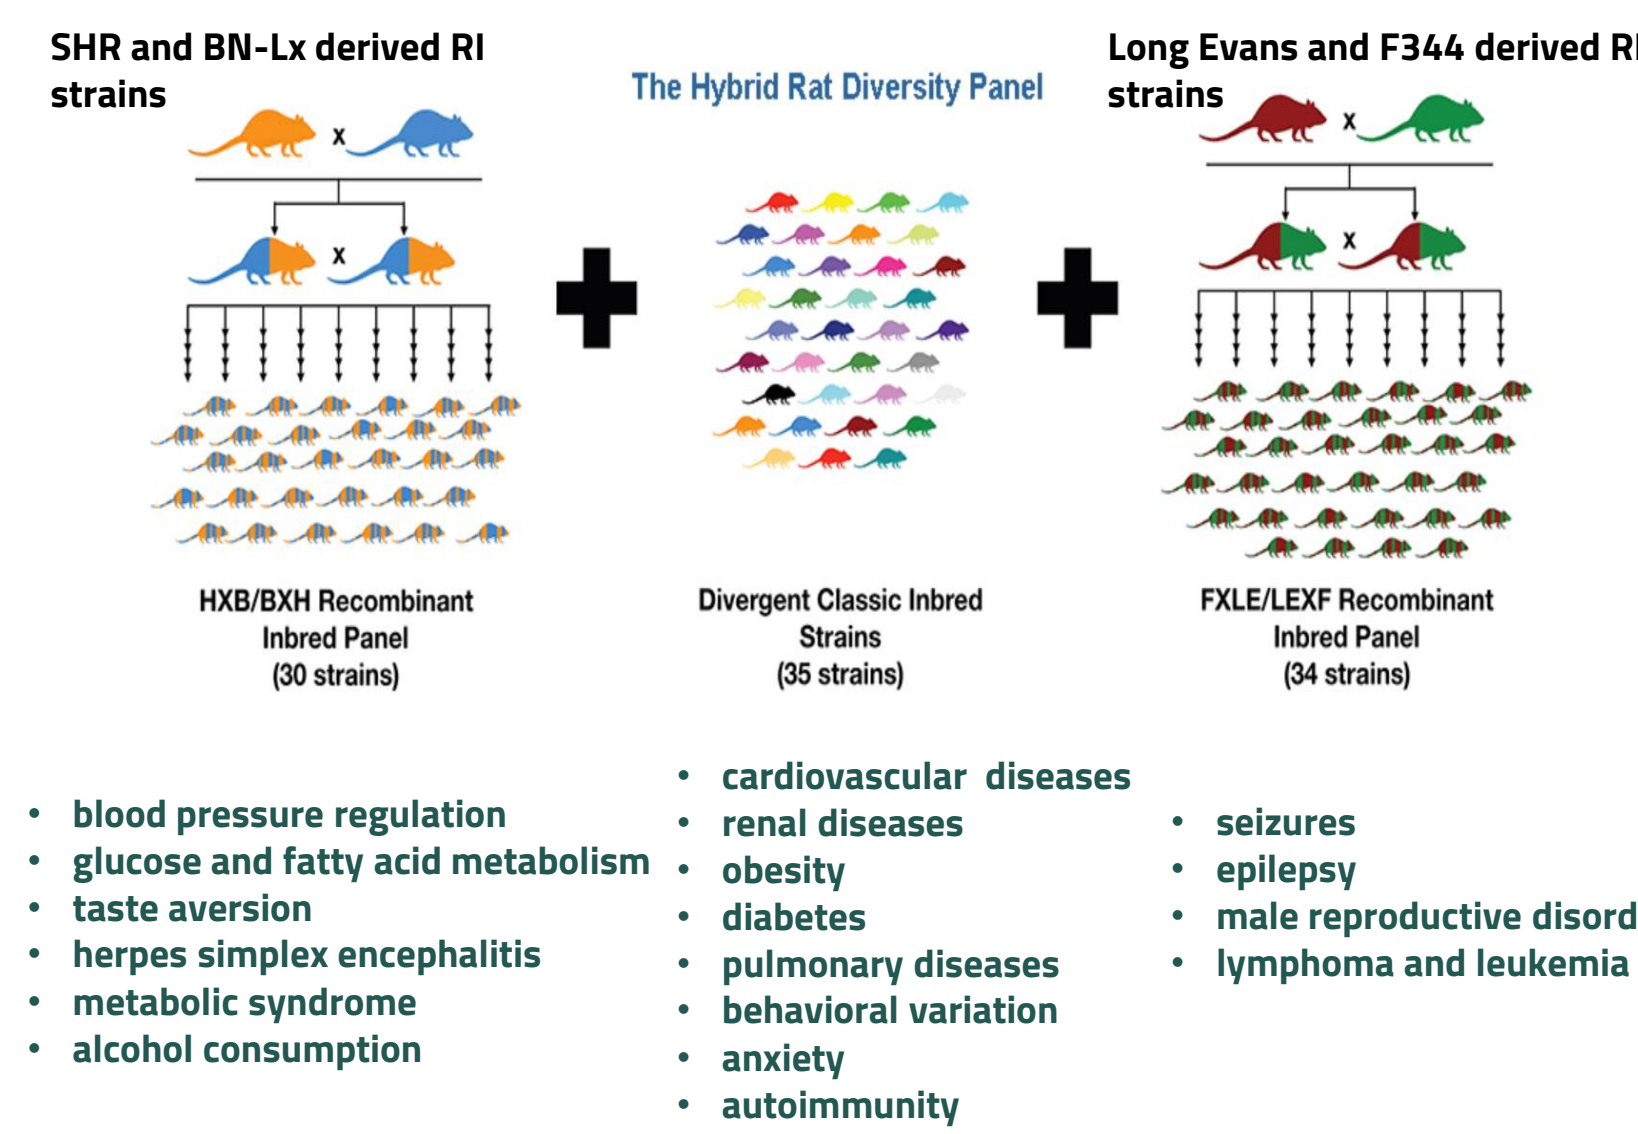 SHR and BN-Lx derived RI
strains
The Hybrid Rat Diversity Panel
Long Evans and F344 derived RI
strains
x
x
x
x
HXB/BXH Recombinant
Inbred Panel
(30 strains)
Divergent Classic Inbred
Strains
(35 strains)
FXLE/LEXF Recombinant
Inbred Panel
(34 strains)
• blood pressure regulation
• glucose and fatty acid metabolism
• taste aversion
• herpes simplex encephalitis
• metabolic syndrome
• alcohol consumption
• cardiovascular diseases
• renal diseases
• obesity
• diabetes
• pulmonary diseases
• behavioral variation
• anxiety
• autoimmunity
• seizures
• epilepsy
• male reproductive disord
• lymphoma and leukemia